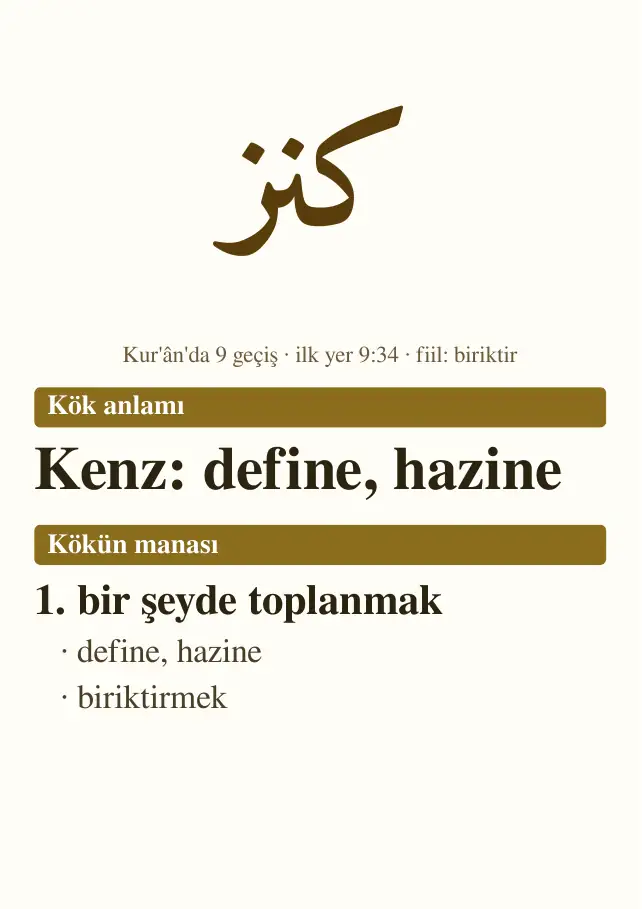 كنز
Kur'ân'da 9 geçiş · ilk yer 9:34 · fiil: biriktir
Kök anlamı
Kenz: define, hazine
Kökün manası
1. bir şeyde toplanmak
· define, hazine
· biriktirmek